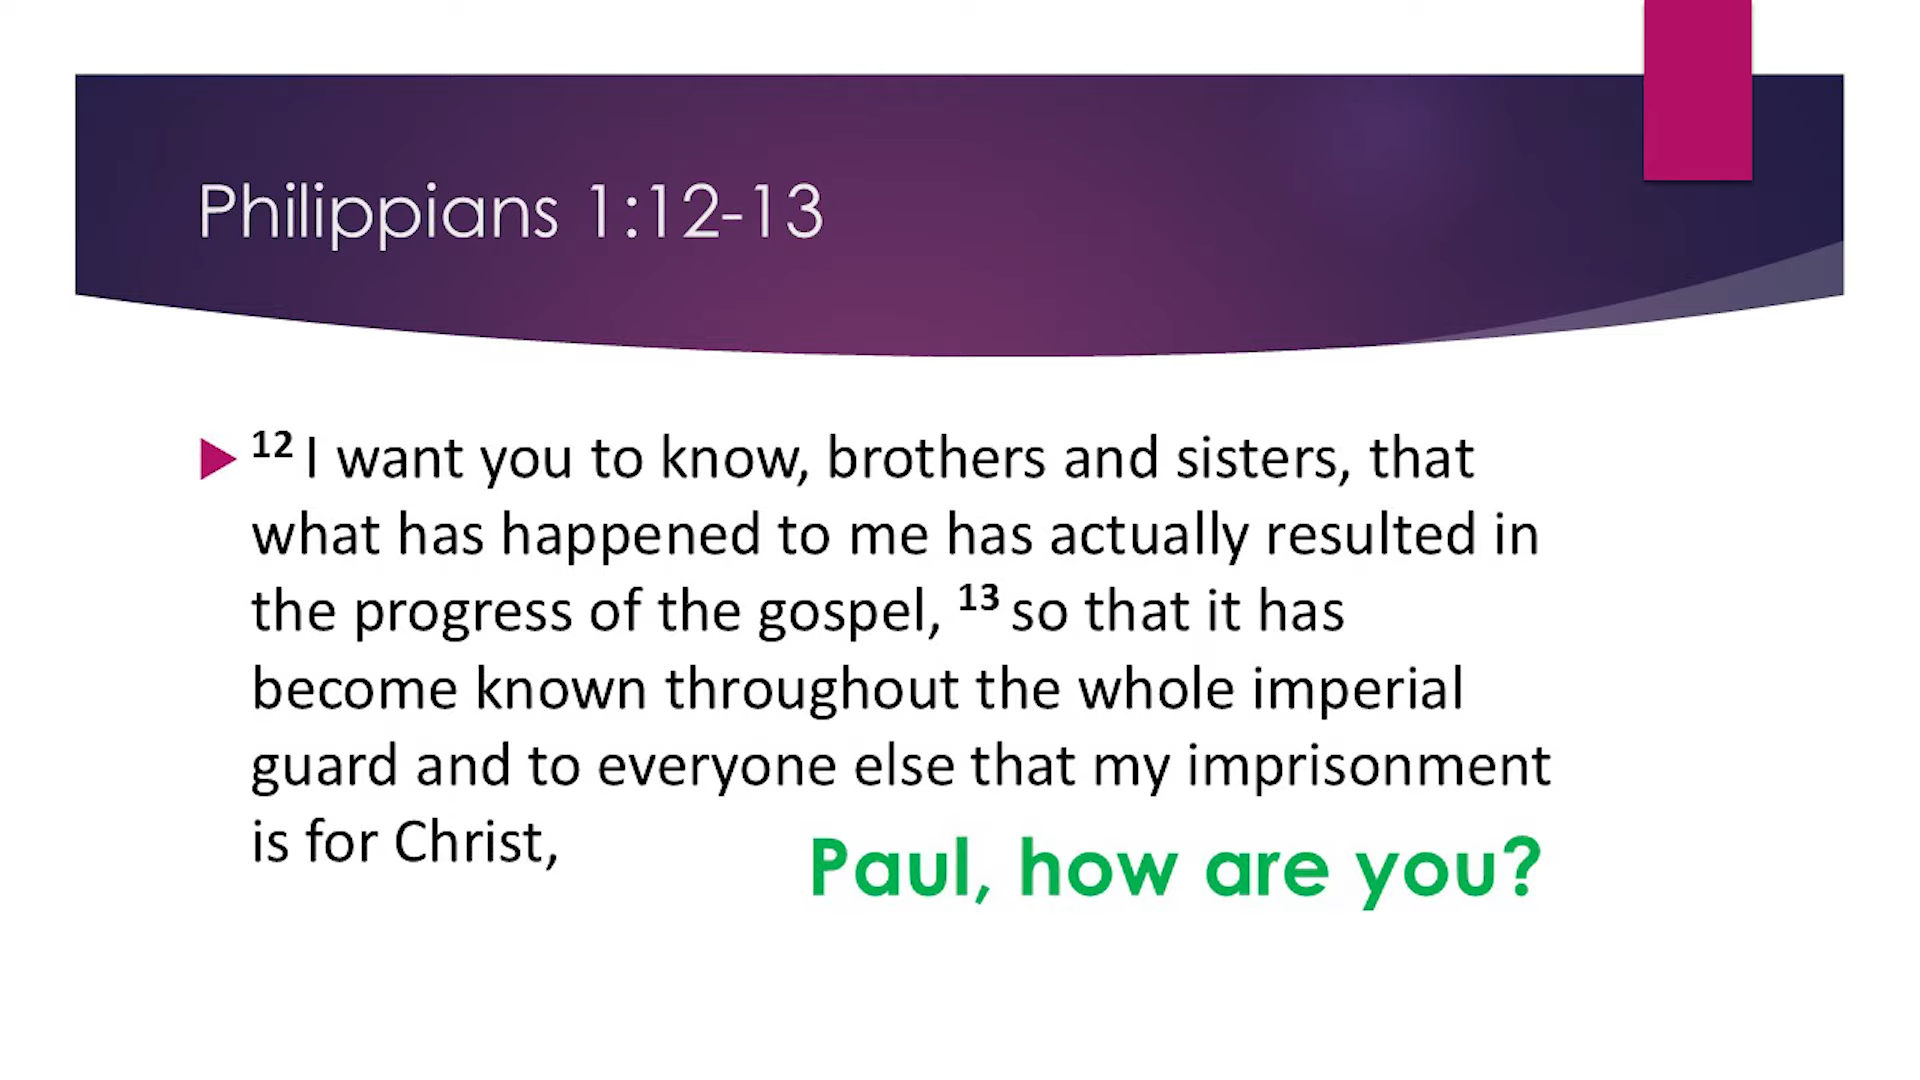 Philippians 1:12-13
12 I want you to know, brothers and sisters, that
what has happened to me has actually resulted in
the progress of the gospel, 13 so that it has
become known throughout the whole imperial
guard and to everyone else that my imprisonment
is for Christ,
Paul, how are you?